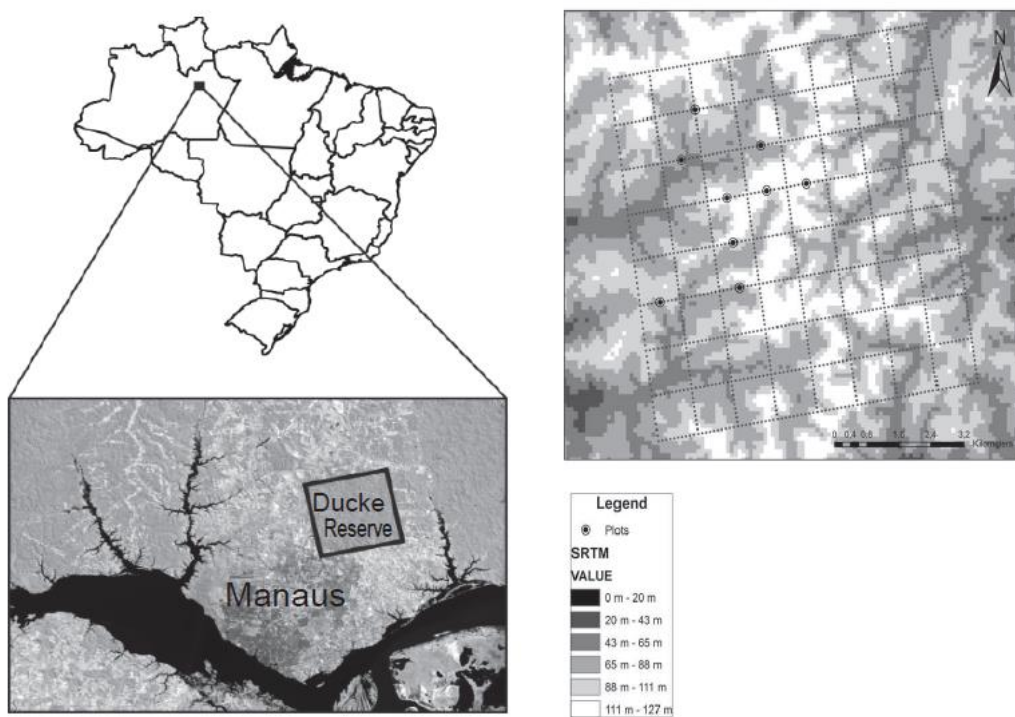 N
0 0,4 0,8 1,6 2,4 3,2
Kilometers
Ducke
Reserve
Manaus
Legend
Plots
SRTM
VALUE
0 m - 20 m
20 m - 43 m
43 m - 65 m
65 m - 88 m
88 m - 111 m
111 m - 127 m